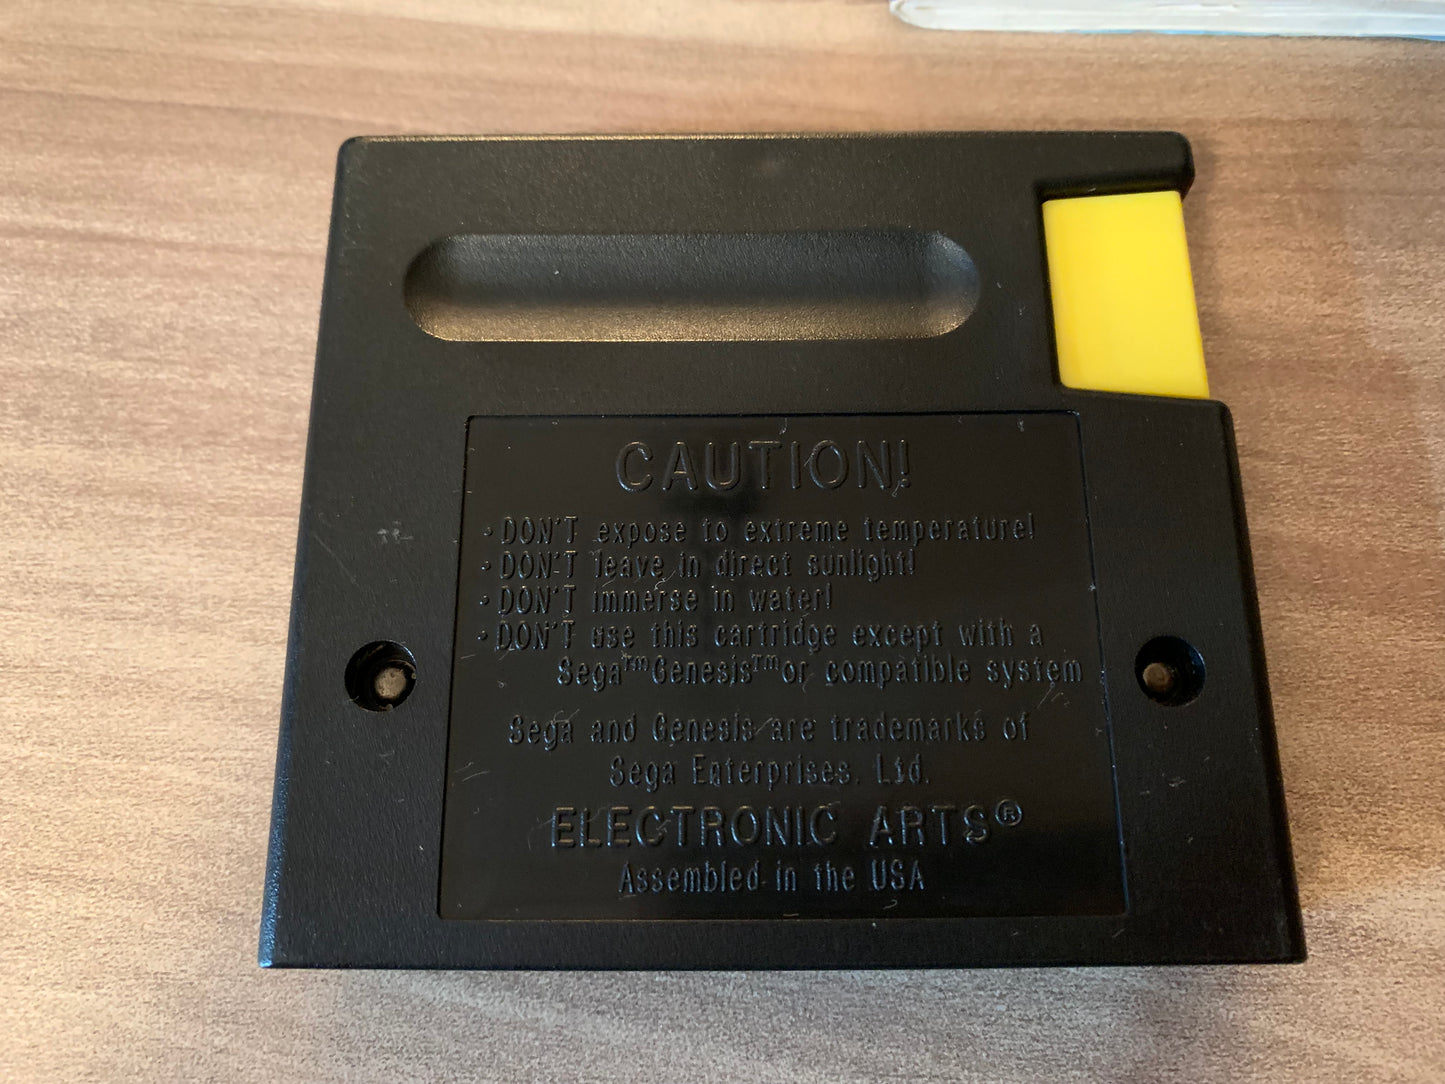 CAUTION!
• DON'T expose to extreme temperature!
• DON'T leave in direct sunlight!
• DON'T immerse in water!
• DON'T use this cartridge except with a
Sega™ Genesis™ or compatible system
Sega and Genesis are trademarks of
Sega Enterprises. Ltd.
ELECTRONIC ARTS®
Assembled in the USA